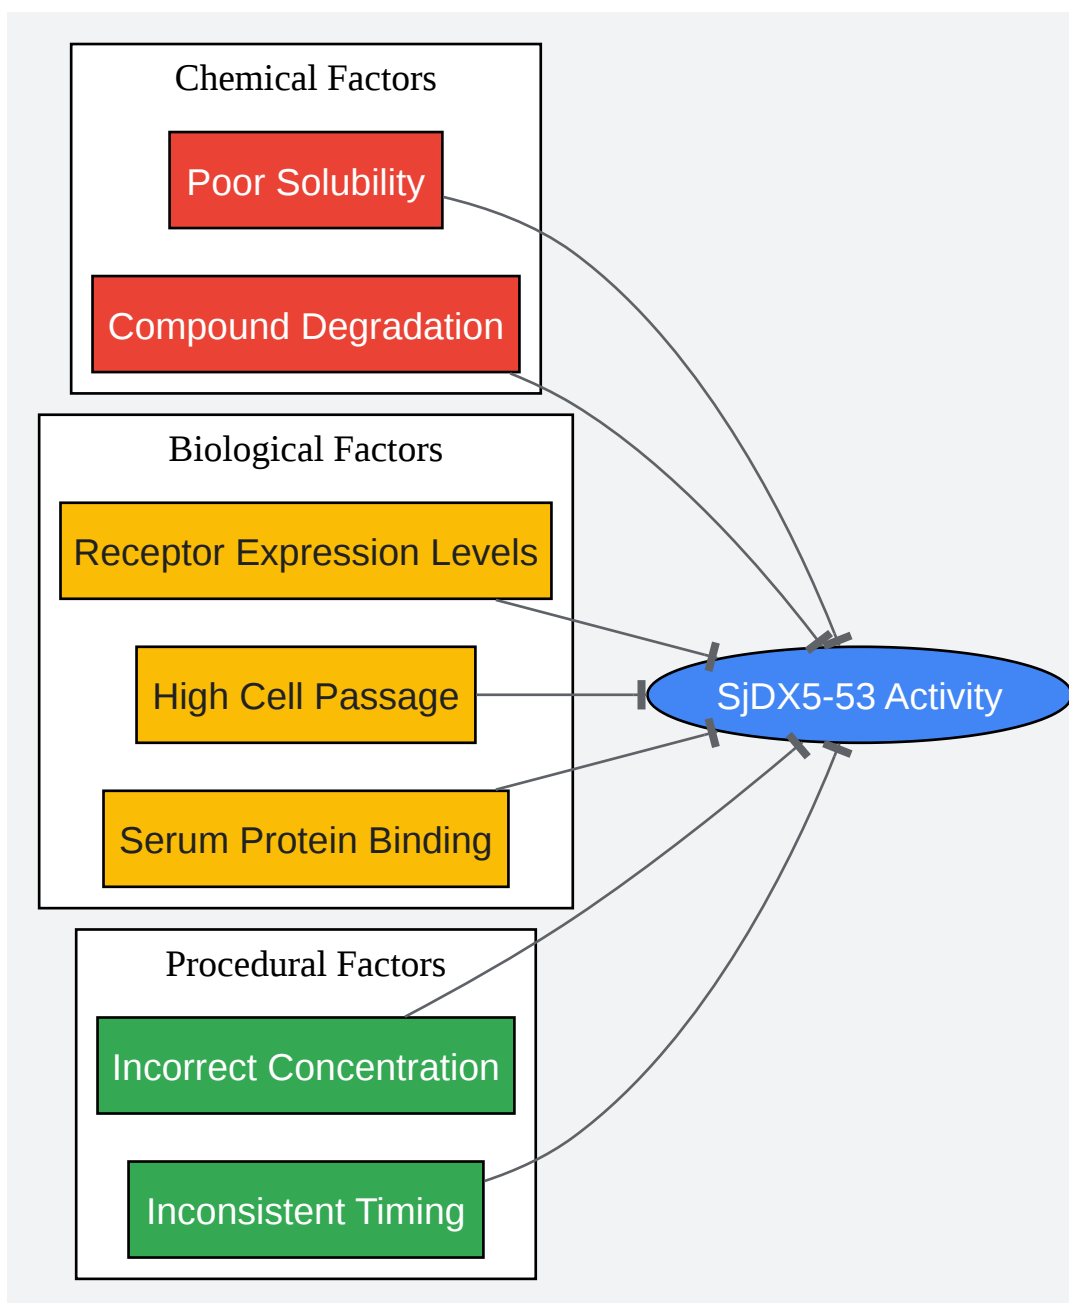 Chemical Factors
Poor Solubility
Compound Degradation
Biological Factors
Receptor Expression Levels
High Cell Passage
Serum Protein Binding
Procedural Factors
Incorrect Concentration
Inconsistent Timing
SjDX5-53 Activity